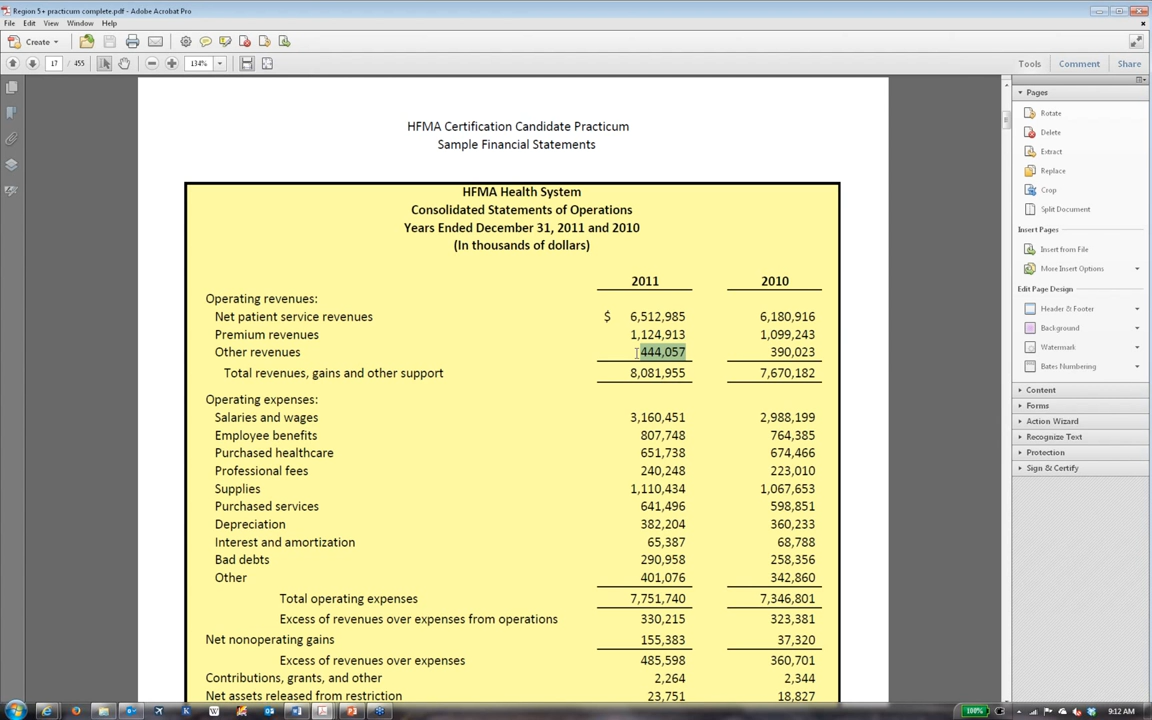 Region 5+ practicum complete.pdf - Adobe Acrobat Pro
File Edit View Window Help
Create
17 / 455 134% Tools Comment Share
HFMA Certification Candidate Practicum
Sample Financial Statements
HFMA Health System
Consolidated Statements of Operations
Years Ended December 31, 2011 and 2010
(In thousands of dollars)
2011 2010
Operating revenues:
Net patient service revenues $ 6,512,985 6,180,916
Premium revenues 1,124,913 1,099,243
Other revenues 444,057 390,023
Total revenues, gains and other support 8,081,955 7,670,182
Operating expenses:
Salaries and wages 3,160,451 2,988,199
Employee benefits 807,748 764,385
Purchased healthcare 651,738 674,466
Professional fees 240,248 223,010
Supplies 1,110,434 1,067,653
Purchased services 641,496 598,851
Depreciation 382,204 360,233
Interest and amortization 65,387 68,788
Bad debts 290,958 258,356
Other 401,076 342,860
Total operating expenses 7,751,740 7,346,801
Excess of revenues over expenses from operations 330,215 323,381
Net nonoperating gains 155,383 37,320
Excess of revenues over expenses 485,598 360,701
Contributions, grants, and other 2,264 2,344
Net assets released from restriction 23,751 18,827
Pages
Rotate
Delete
Extract
Replace
Crop
Split Document
Insert Pages
Insert from File
More Insert Options
Edit Page Design
Header & Footer
Background
Watermark
Bates Numbering
Content
Forms
Action Wizard
Recognize Text
Protection
Sign & Certify
100% 9:12 AM